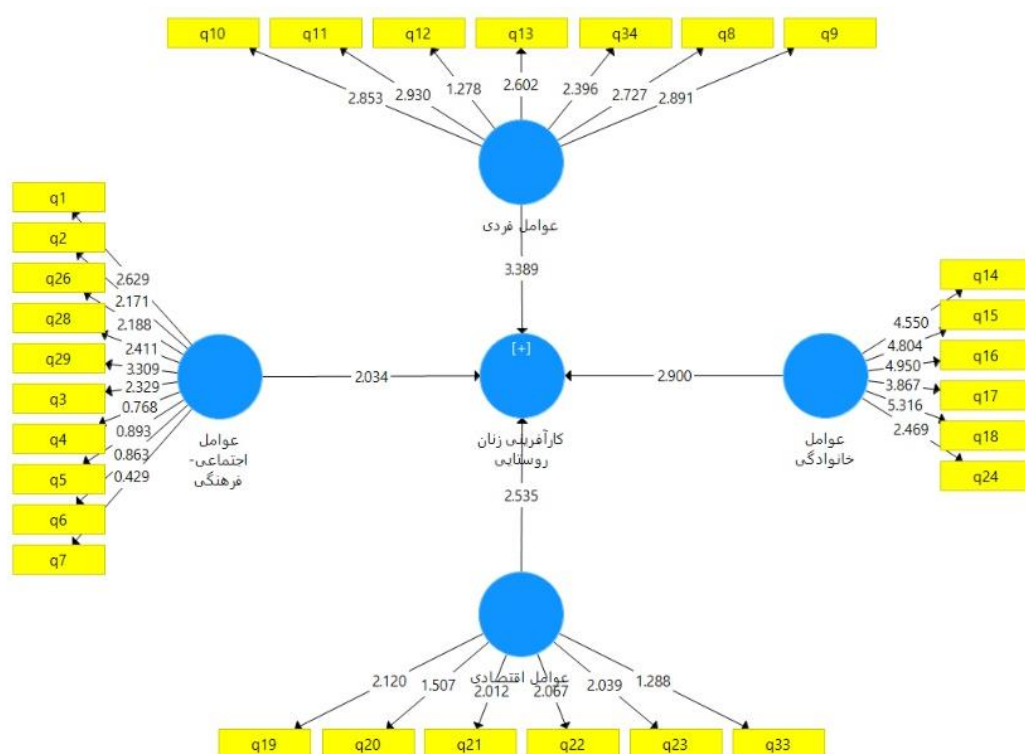 q10 q11 q12 q13 q34 q8 q9
2.853 2.930 1.278 2.602 2.396 2.727 2.891
عوامل فردی
3.389
q1
q2
q26
q28
q29
q3
q4
q5
q6
q7
2.629
2.171
2.188
2.411
3.309
2.329
0.768
0.893
0.863
0.429
عوامل
اجتماعی-
فرهنگی
2.034
[+]
کارآفرینی زنان
روستایی
2.900
عوامل
خانوادگی
4.550
4.804
4.950
3.867
5.316
2.469
q14
q15
q16
q17
q18
q24
2.535
عوامل اقتصادی
2.120 1.507 2.012 2.067 2.039 1.288
q19 q20 q21 q22 q23 q33